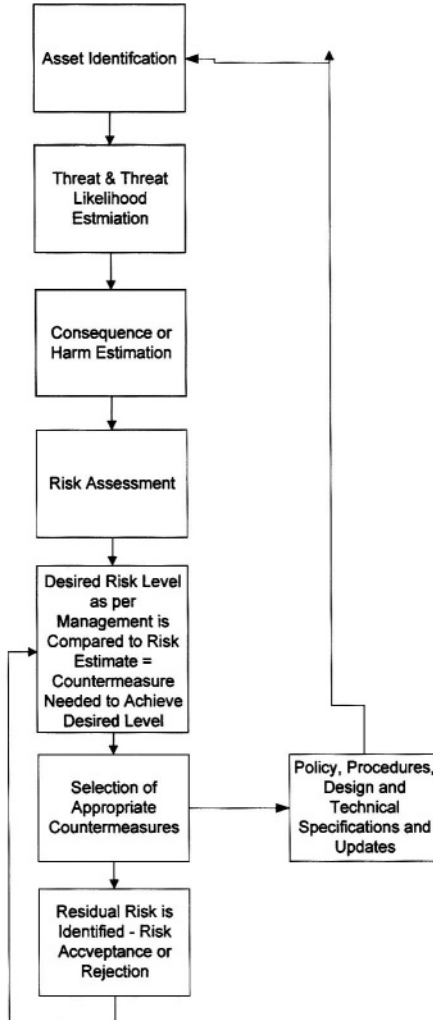 Asset Identifcation
Threat & Threat
Likelihood
Estmiation
Consequence or
Harm Estimation
Risk Assessment
Desired Risk Level
as per
Management is
Compared to Risk
Estimate =
Countermeasure
Needed to Achieve
Desired Level
Selection of
Appropriate
Countermeasures
Policy, Procedures,
Design and
Technical
Specifications and
Updates
Residual Risk is
Identified - Risk
Accveptance or
Rejection